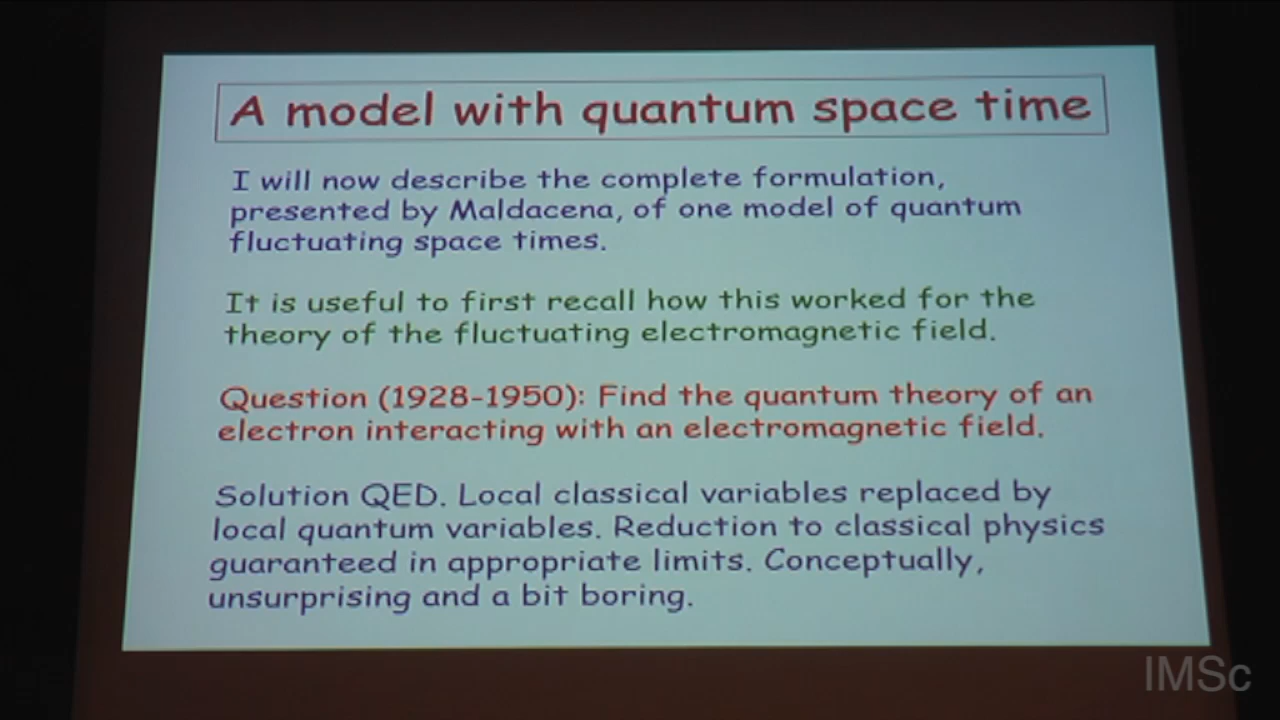 A model with quantum space time
I will now describe the complete formulation,
presented by Maldacena, of one model of quantum
fluctuating space times.
It is useful to first recall how this worked for the
theory of the fluctuating electromagnetic field.
Question (1928-1950): Find the quantum theory of an
electron interacting with an electromagnetic field.
Solution QED. Local classical variables replaced by
local quantum variables. Reduction to classical physics
guaranteed in appropriate limits. Conceptually,
unsurprising and a bit boring.
IMSc